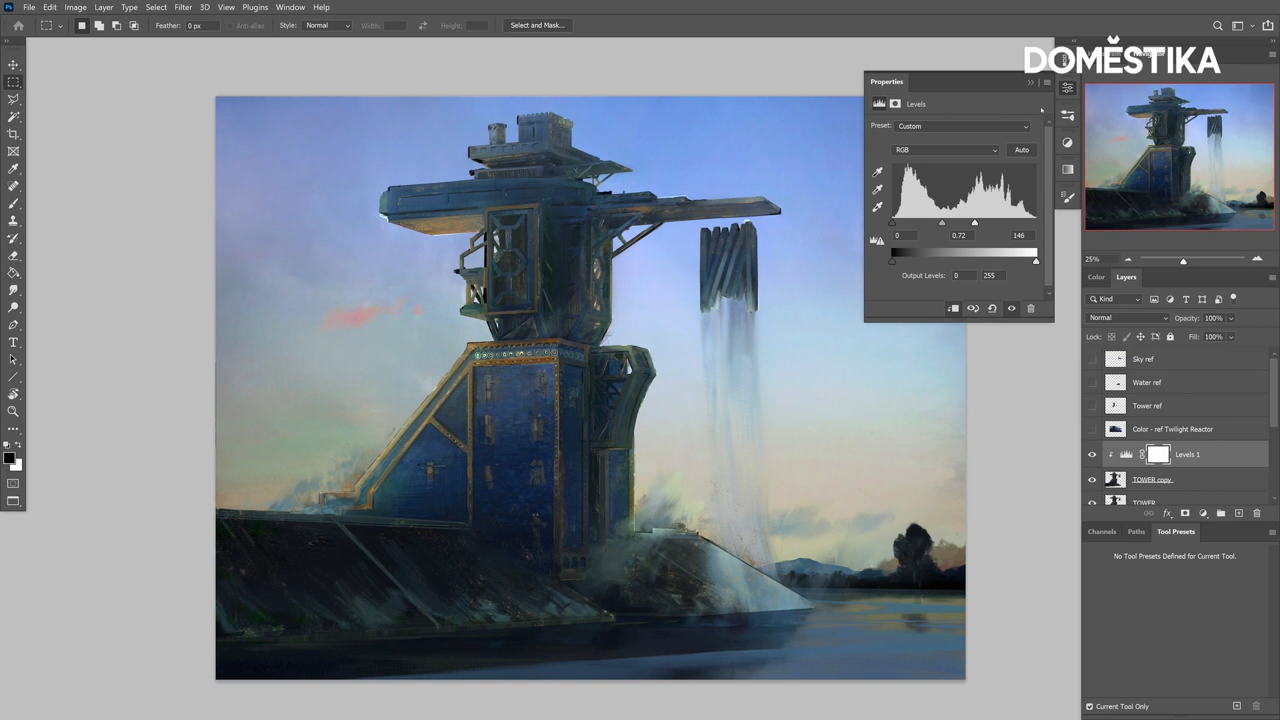 Ps File Edit Image Layer Type Select Filter 3D View Plugins Window Help
Feather: 0 px Anti-alias Style: Normal Width: Height: Select and Mask...
DOMĚSTIKA
Properties
Levels
Preset: Custom
RGB Auto
0 0.72 146
Output Levels: 0 255
25%
Color Layers
Kind
Normal Opacity: 100%
Lock: Fill: 100%
Sky ref
Water ref
Tower ref
Color - ref Twilight Reactor
Levels 1
TOWER copy
TOWER
fx
Channels Paths Tool Presets
No Tool Presets Defined for Current Tool.
Current Tool Only